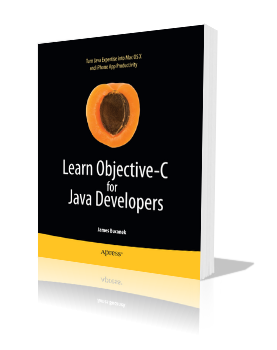 Turn Java Expertise into Mac OS X
and iPhone App Productivity
Learn Objective-C
for
Java Developers
James Bucanek
Apress®